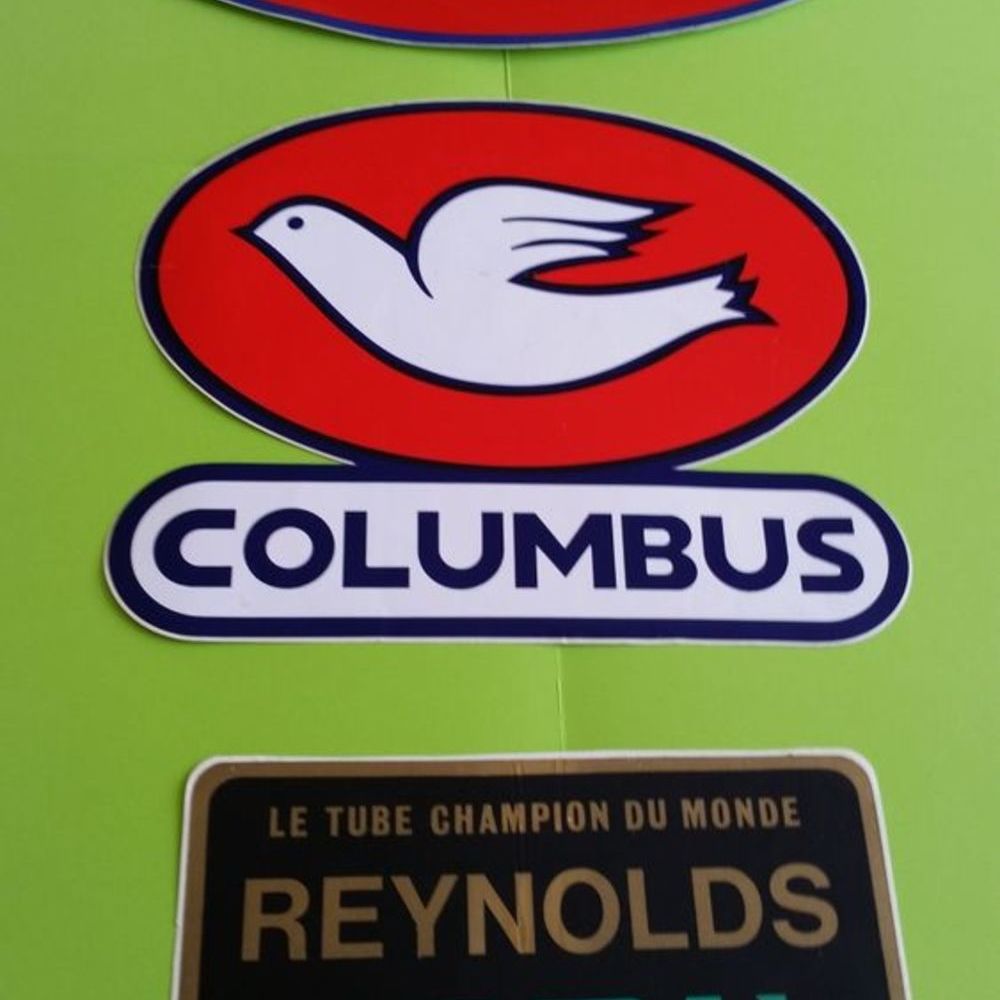 COLUMBUS
LE TUBE CHAMPION DU MONDE
REYNOLDS